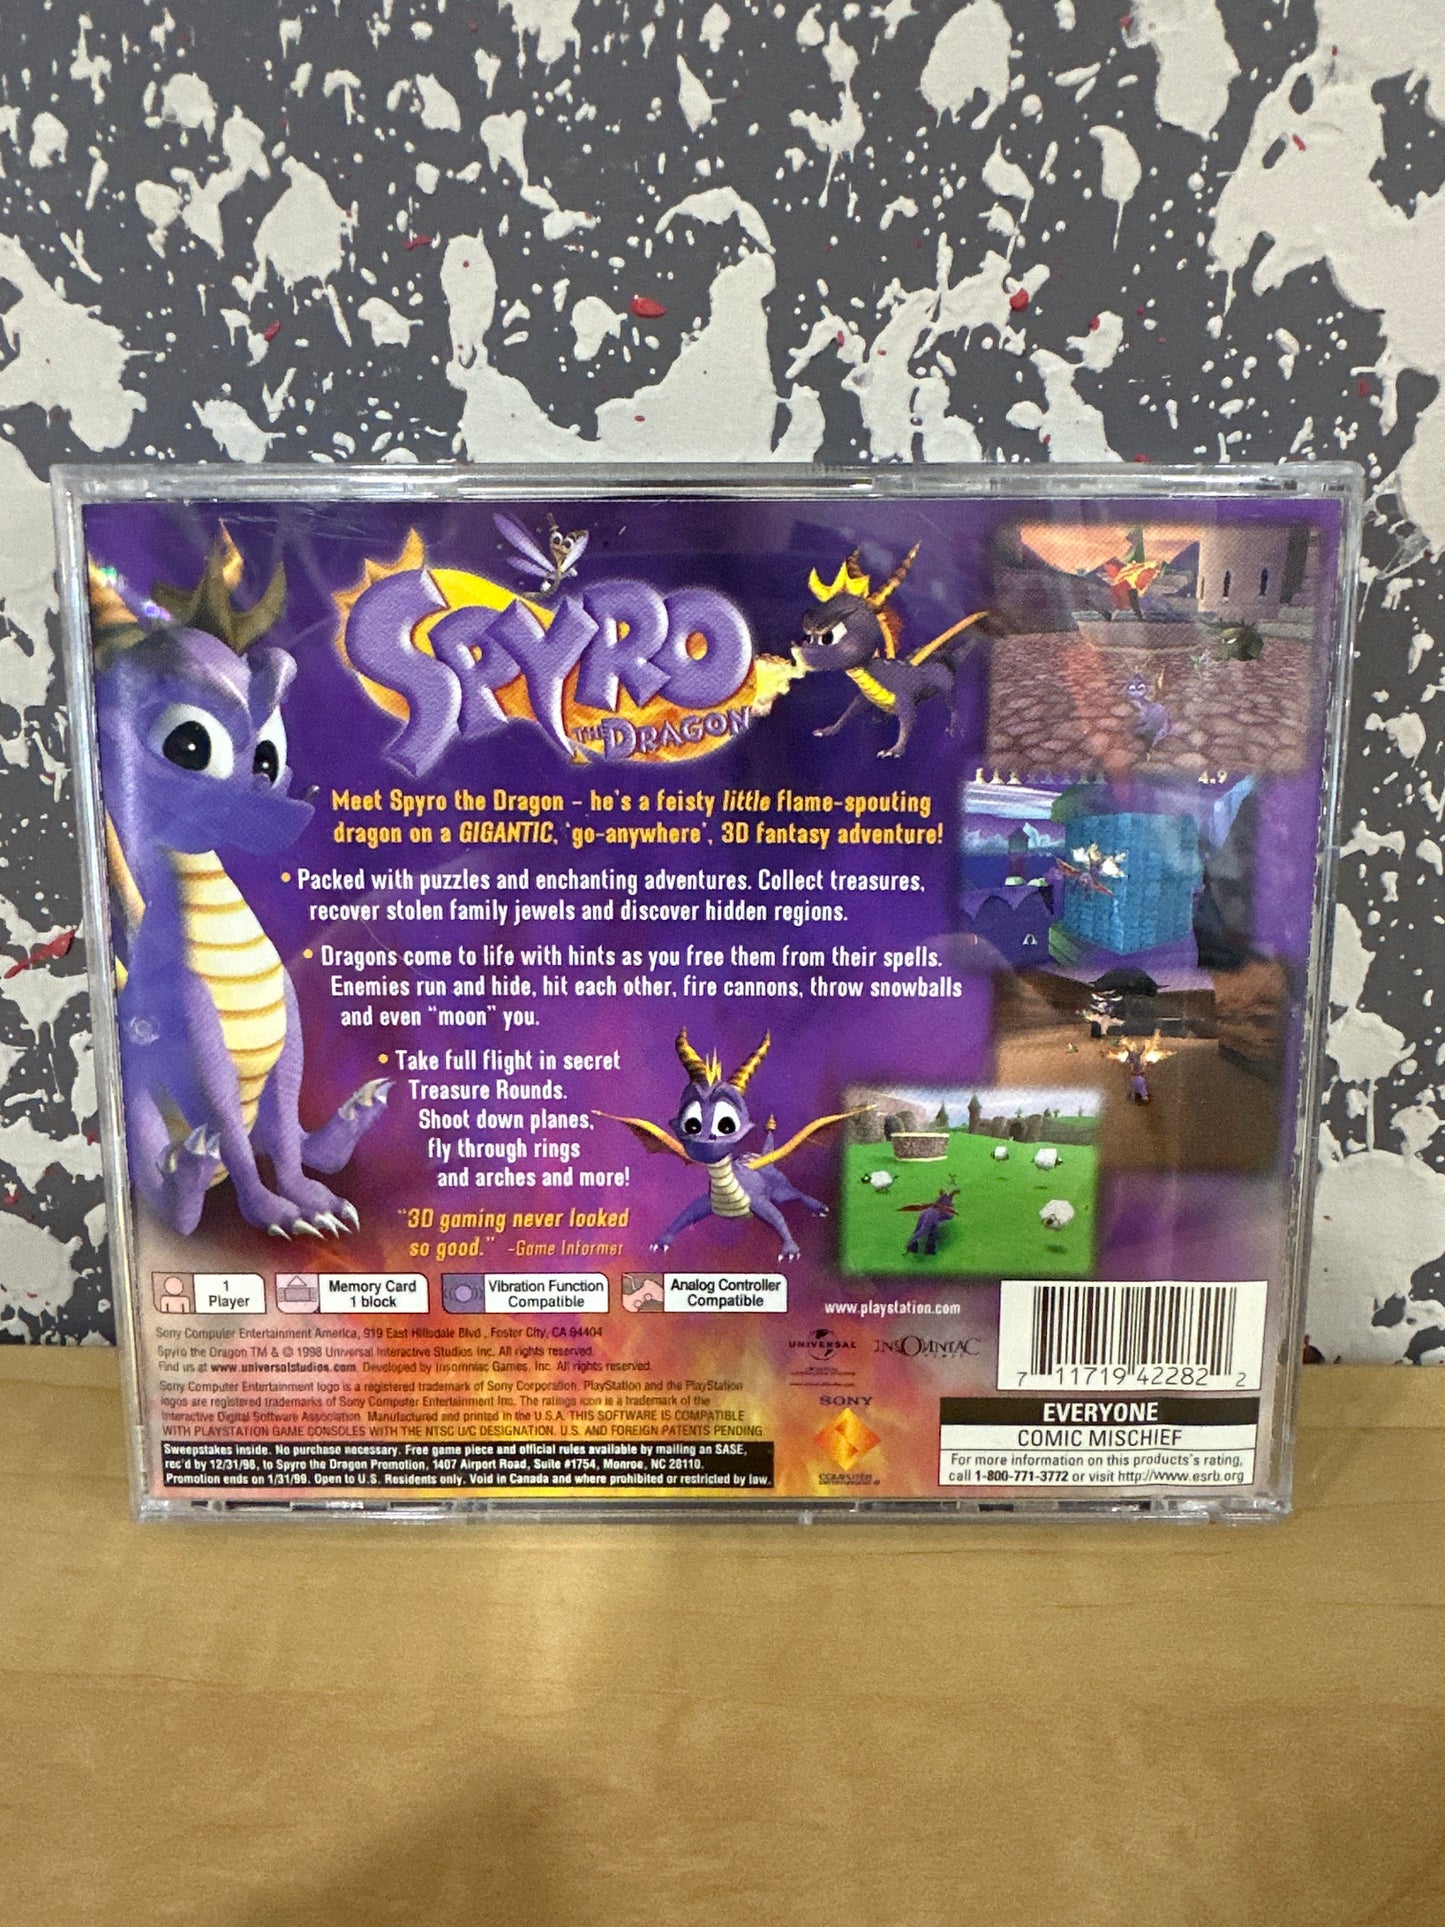 SPYRO
THE DRAGON
Meet Spyro the Dragon - he's a feisty little flame-spouting
dragon on a GIGANTIC, 'go-anywhere', 3D fantasy adventure!
• Packed with puzzles and enchanting adventures. Collect treasures,
recover stolen family jewels and discover hidden regions.
• Dragons come to life with hints as you free them from their spells.
Enemies run and hide, hit each other, fire cannons, throw snowballs
and even "moon" you.
• Take full flight in secret
Treasure Rounds.
Shoot down planes,
fly through rings
and arches and more!
"3D gaming never looked
so good." -Game Informer
4.9
1
Player
Memory Card
1 block
Vibration Function
Compatible
Analog Controller
Compatible
www.playstation.com
Sony Computer Entertainment America, 919 East Hillsdale Blvd., Foster City, CA 94404
Spyro the Dragon TM & © 1998 Universal Interactive Studios Inc. All rights reserved.
Find us at www.universalstudios.com. Developed by Insomniac Games, Inc. All rights reserved.
Sony Computer Entertainment logo is a registered trademark of Sony Corporation. PlayStation and the PlayStation
logos are registered trademarks of Sony Computer Entertainment Inc. The ratings icon is a trademark of the
Interactive Digital Software Association. Manufactured and printed in the U.S.A. THIS SOFTWARE IS COMPATIBLE
WITH PLAYSTATION GAME CONSOLES WITH THE NTSC U/C DESIGNATION. U.S. AND FOREIGN PATENTS PENDING
Sweepstakes inside. No purchase necessary. Free game piece and official rules available by mailing an SASE,
rec'd by 12/31/98, to Spyro the Dragon Promotion, 1407 Airport Road, Suite #1754, Monroe, NC 28110.
Promotion ends on 1/31/99. Open to U.S. Residents only. Void in Canada and where prohibited or restricted by law.
UNIVERSAL
INSOMNIAC
GAMES
SONY
COMPUTER
ENTERTAINMENT
7 11719 42282 2
EVERYONE
COMIC MISCHIEF
For more information on this product's rating,
call 1-800-771-3772 or visit http://www.esrb.org